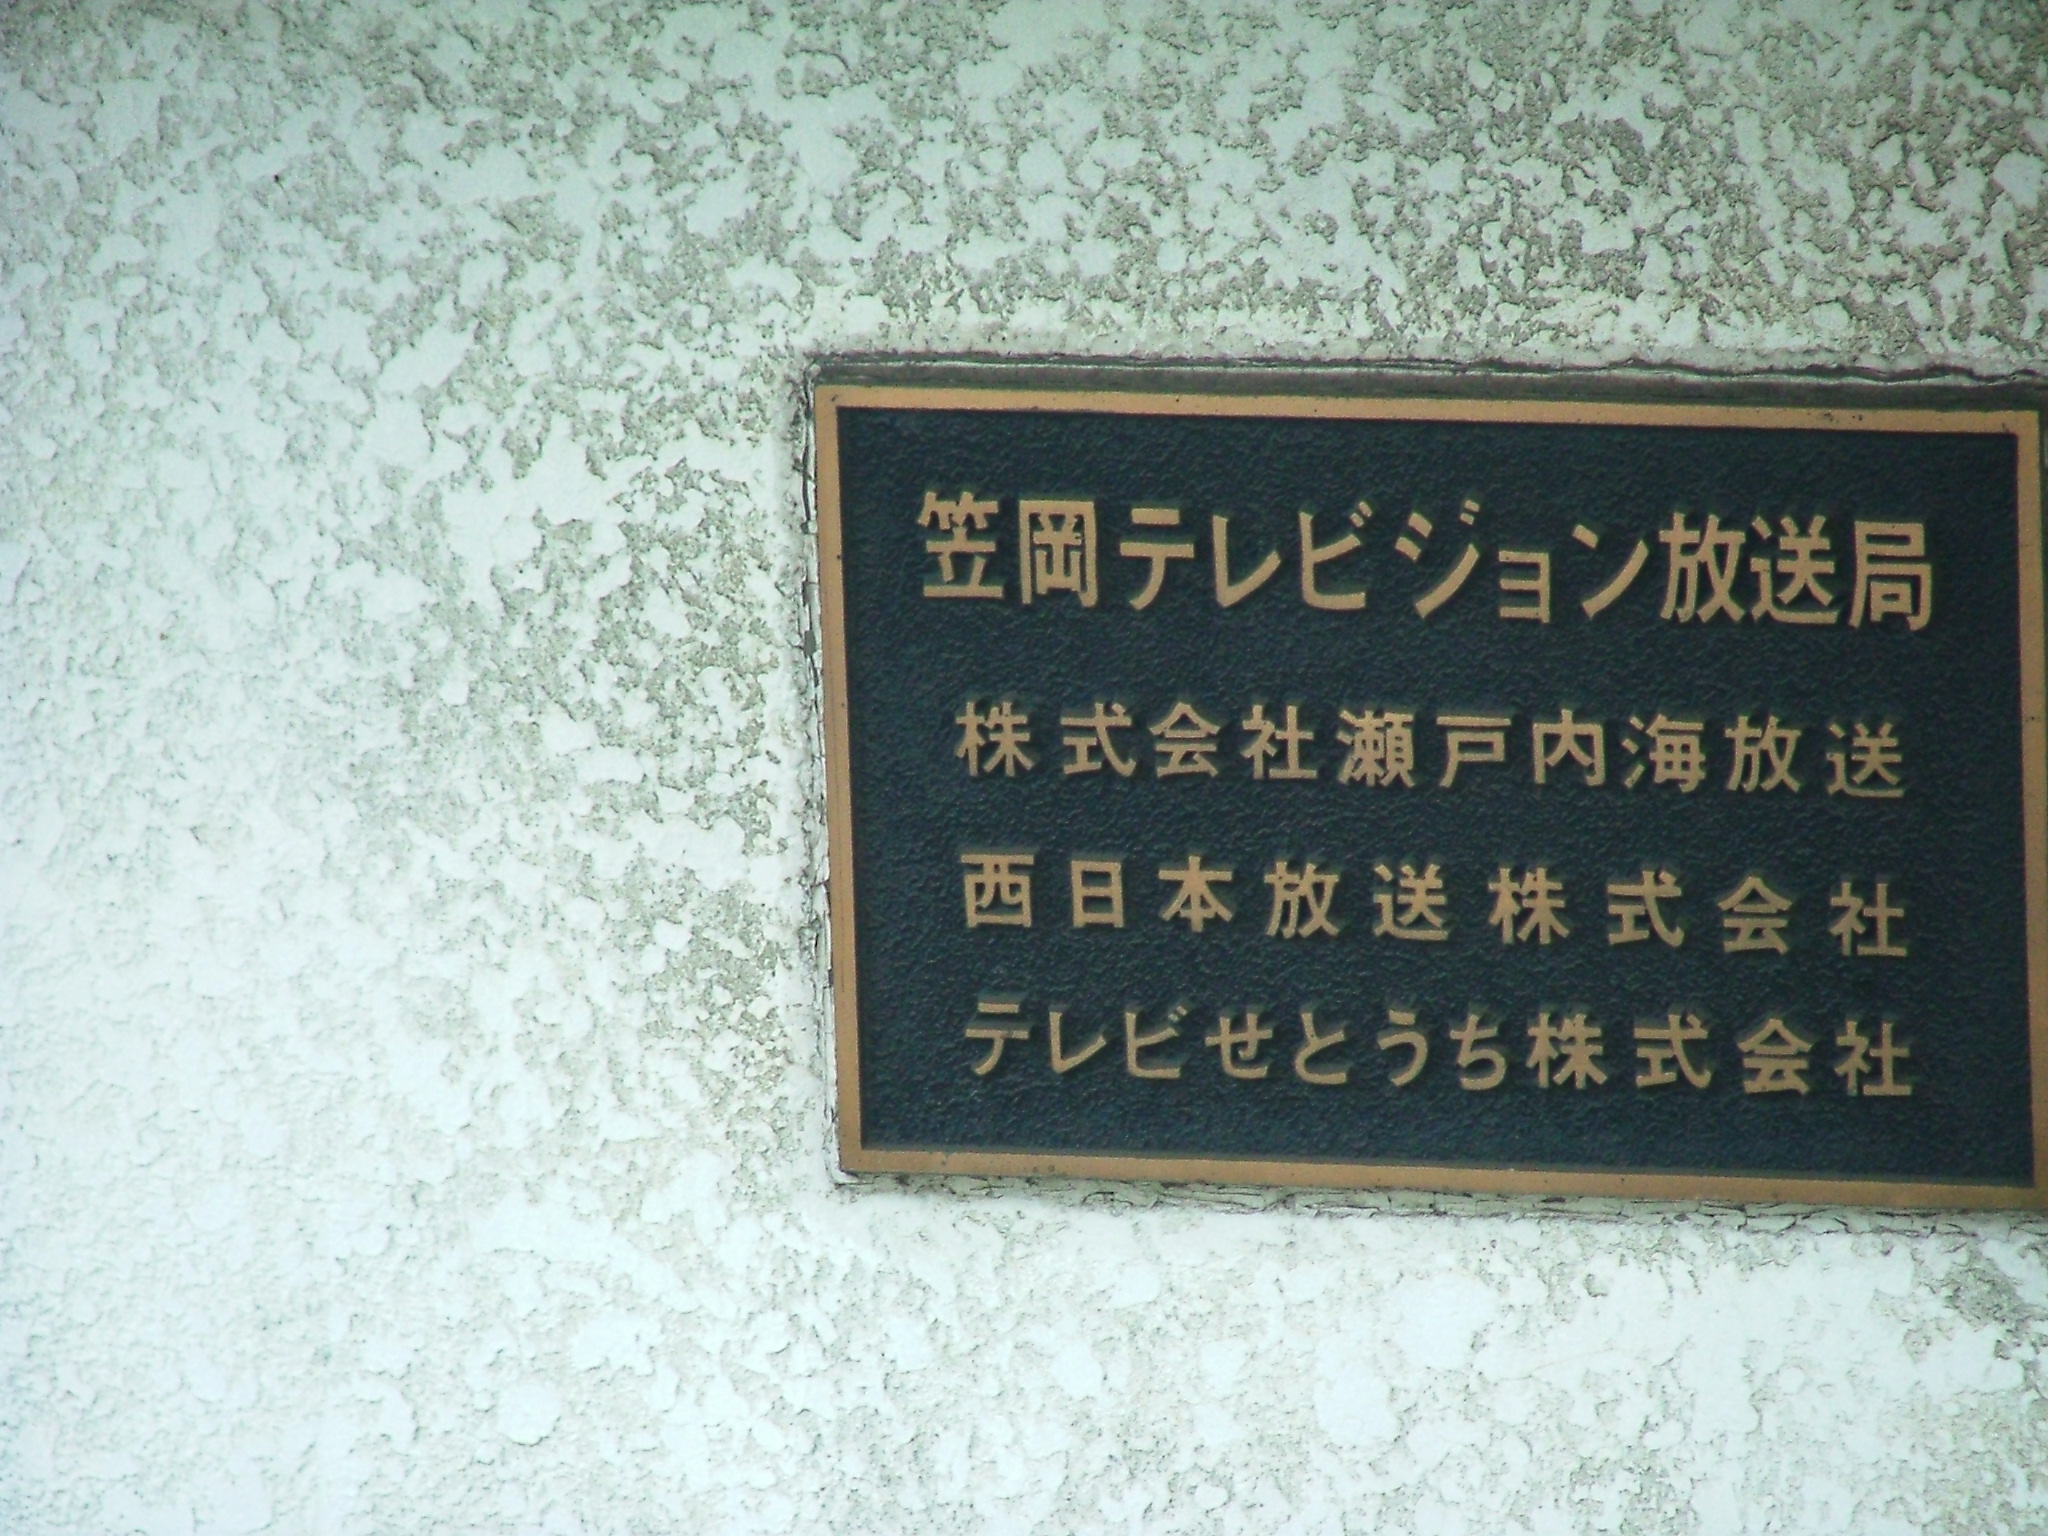 笠岡テレビジョン放送局
株式会社瀬戸内海放送
西日本放送株式会社
テレビせとうち株式会社